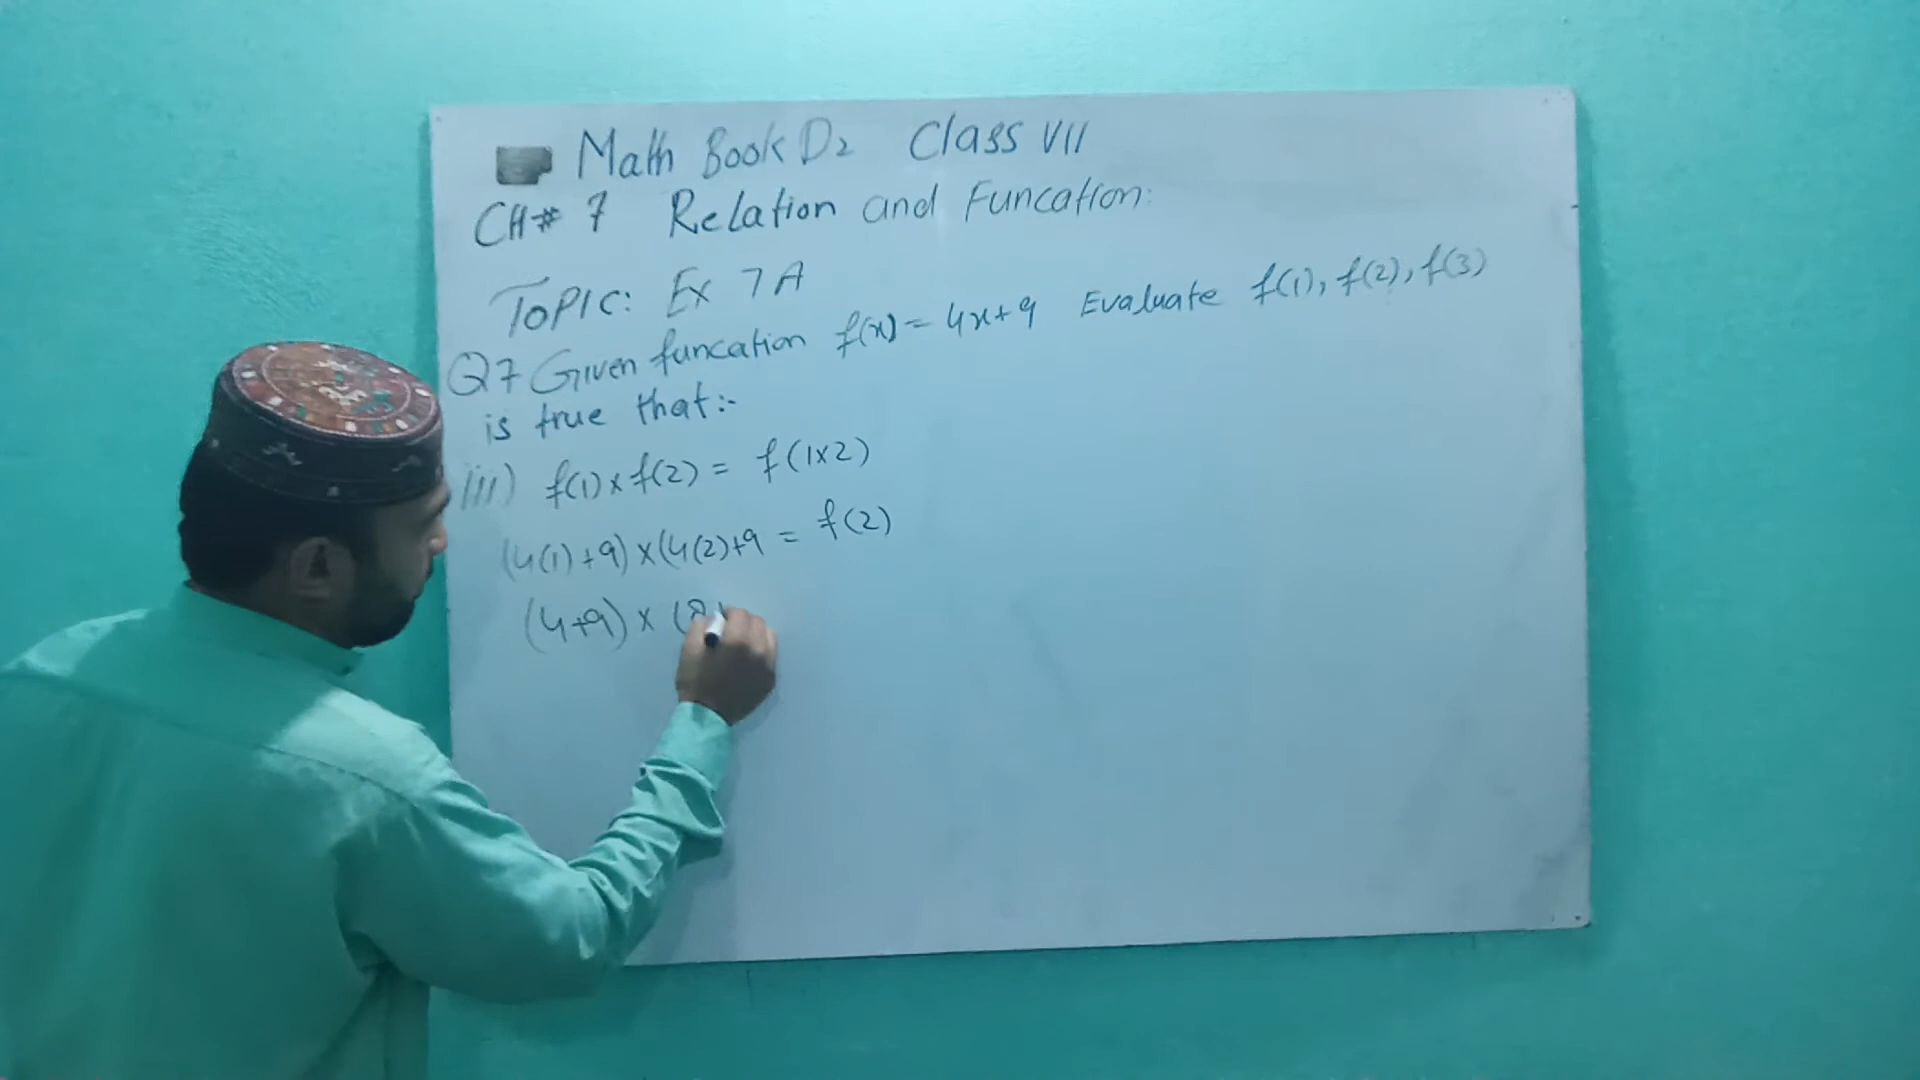 Math Book D2 Class VII
CH# 7 Relation and Funcation:
TOPIC: Ex 7A
Q7 Given funcation f(x) = 4x+9 Evaluate f(1), f(2), f(3)
is true that:-
iii) f(1) x f(2) = f(1x2)
(4(1)+9) x (4(2)+9 = f(2)
(4+9) x (8